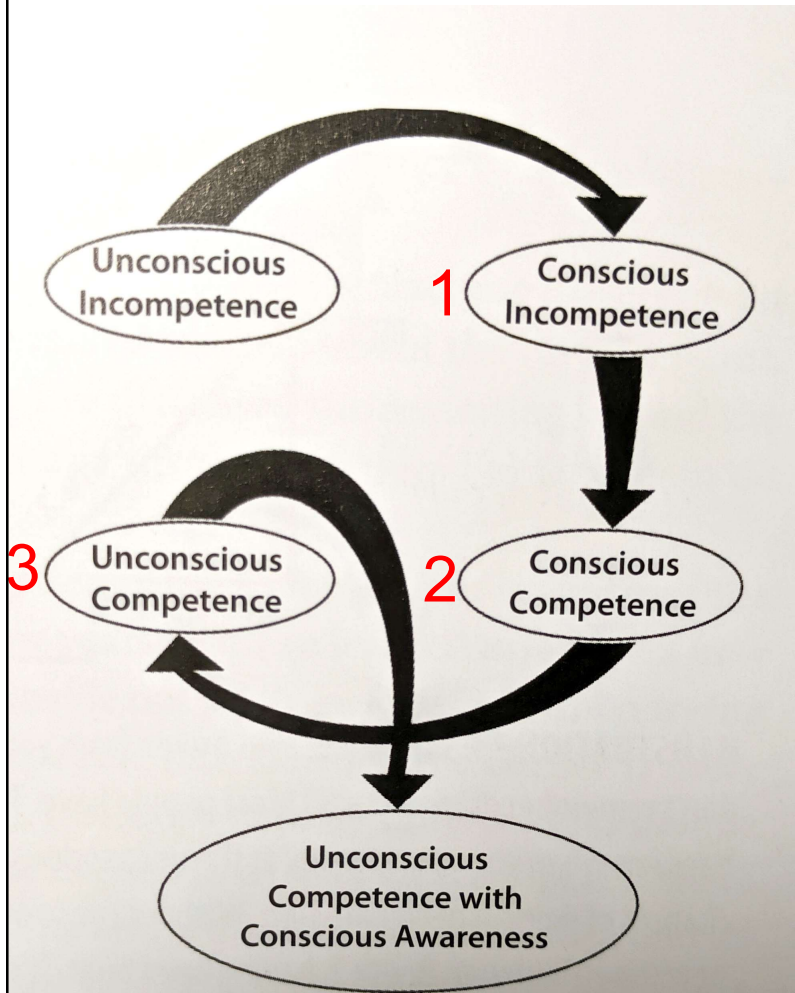 Unconscious
Incompetence
1
Conscious
Incompetence
3
Unconscious
Competence
2
Conscious
Competence
Unconscious
Competence with
Conscious Awareness